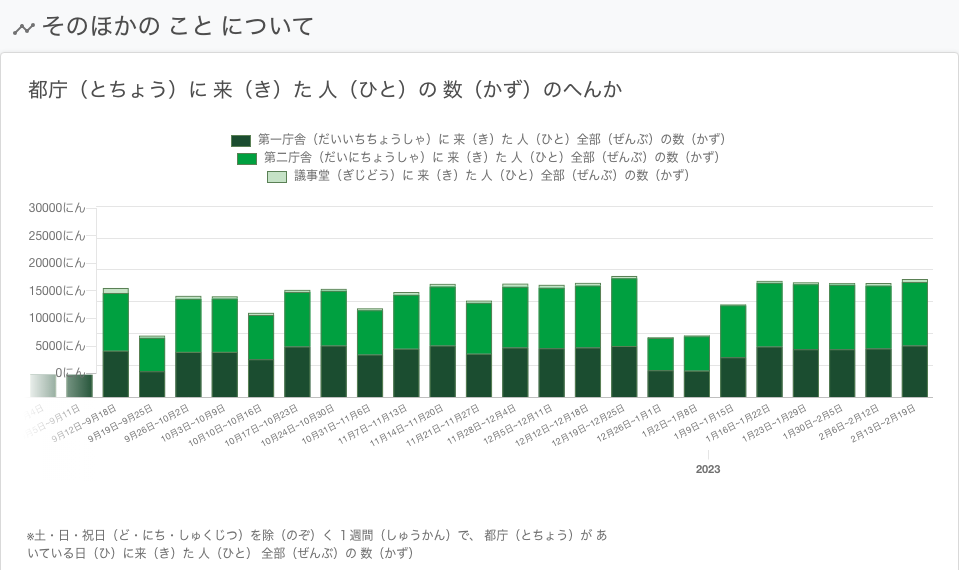 そのほかの こと について
都庁（とちょう）に 来（き）た 人（ひと）の 数（かず）のへんか
第一庁舎（だいいちちょうしゃ）に 来（き）た 人（ひと）全部（ぜんぶ）の数（かず）
第二庁舎（だいにちょうしゃ）に 来（き）た 人（ひと）全部（ぜんぶ）の数（かず）
議事堂（ぎじどう）に 来（き）た 人（ひと）全部（ぜんぶ）の数（かず）
30000にん
25000にん
20000にん
15000にん
10000にん
5000にん
0にん
9月12日~9月18日
9月19日~9月25日
9月26日~10月2日
10月3日~10月9日
10月10日~10月16日
10月17日~10月23日
10月24日~10月30日
10月31日~11月6日
11月7日~11月13日
11月14日~11月20日
11月21日~11月27日
11月28日~12月4日
12月5日~12月11日
12月12日~12月18日
12月19日~12月25日
12月26日~1月1日
1月2日~1月8日
1月9日~1月15日
1月16日~1月22日
1月23日~1月29日
1月30日~2月5日
2月6日~2月12日
2月13日~2月19日
2023
※土・日・祝日（ど・にち・しゅくじつ）を除（のぞ）く １週間（しゅうかん）で、 都庁（とちょう）が あ
いている日（ひ）に来（き）た 人（ひと） 全部（ぜんぶ）の 数（かず）